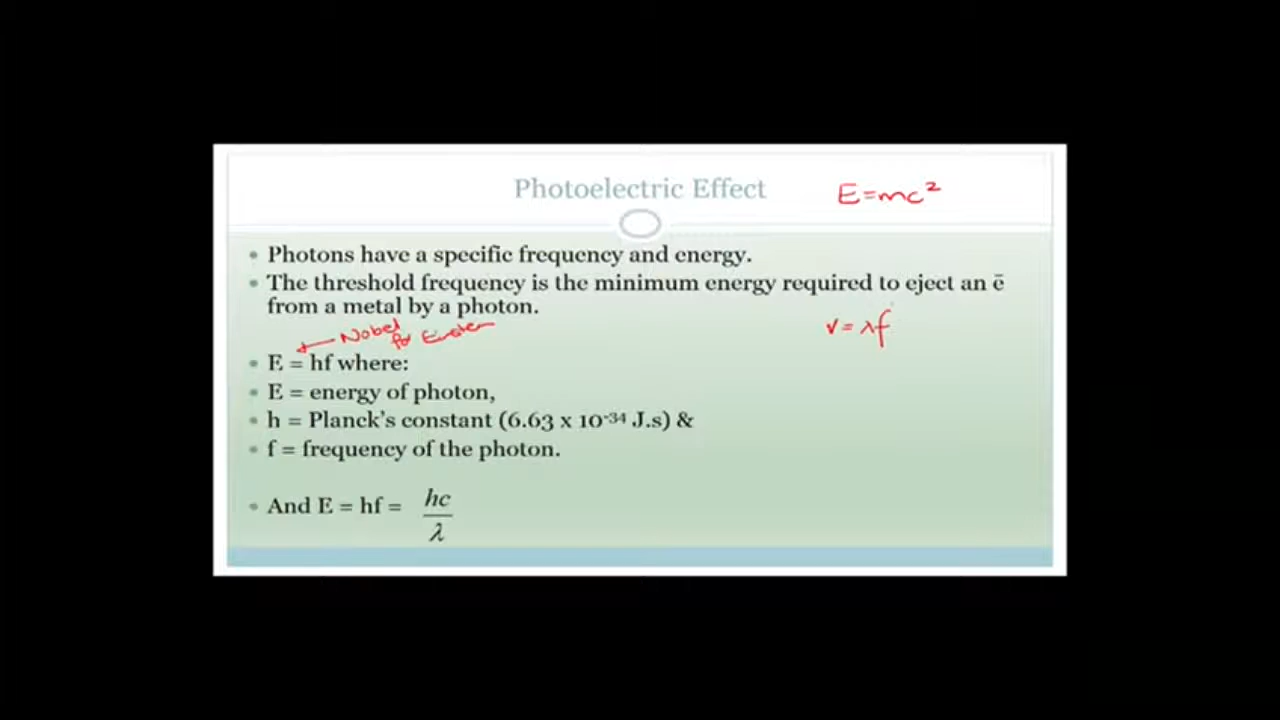 Photoelectric Effect
E=mc²
• Photons have a specific frequency and energy.
• The threshold frequency is the minimum energy required to eject an ē
from a metal by a photon.
v = λf
← Nobel
for
• E = hf where:
• E = energy of photon,
• h = Planck's constant (6.63 x 10⁻³⁴ J.s) &
• f = frequency of the photon.
• And E = hf = hc/λ